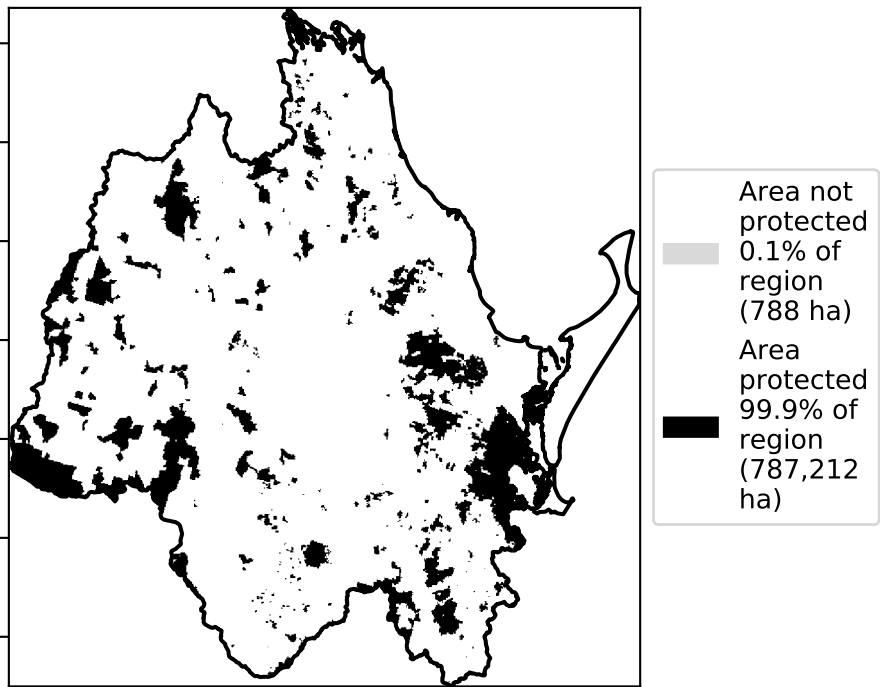 Area not
protected
0.1% of
region
(788 ha)
Area
protected
99.9% of
region
(787,212
ha)